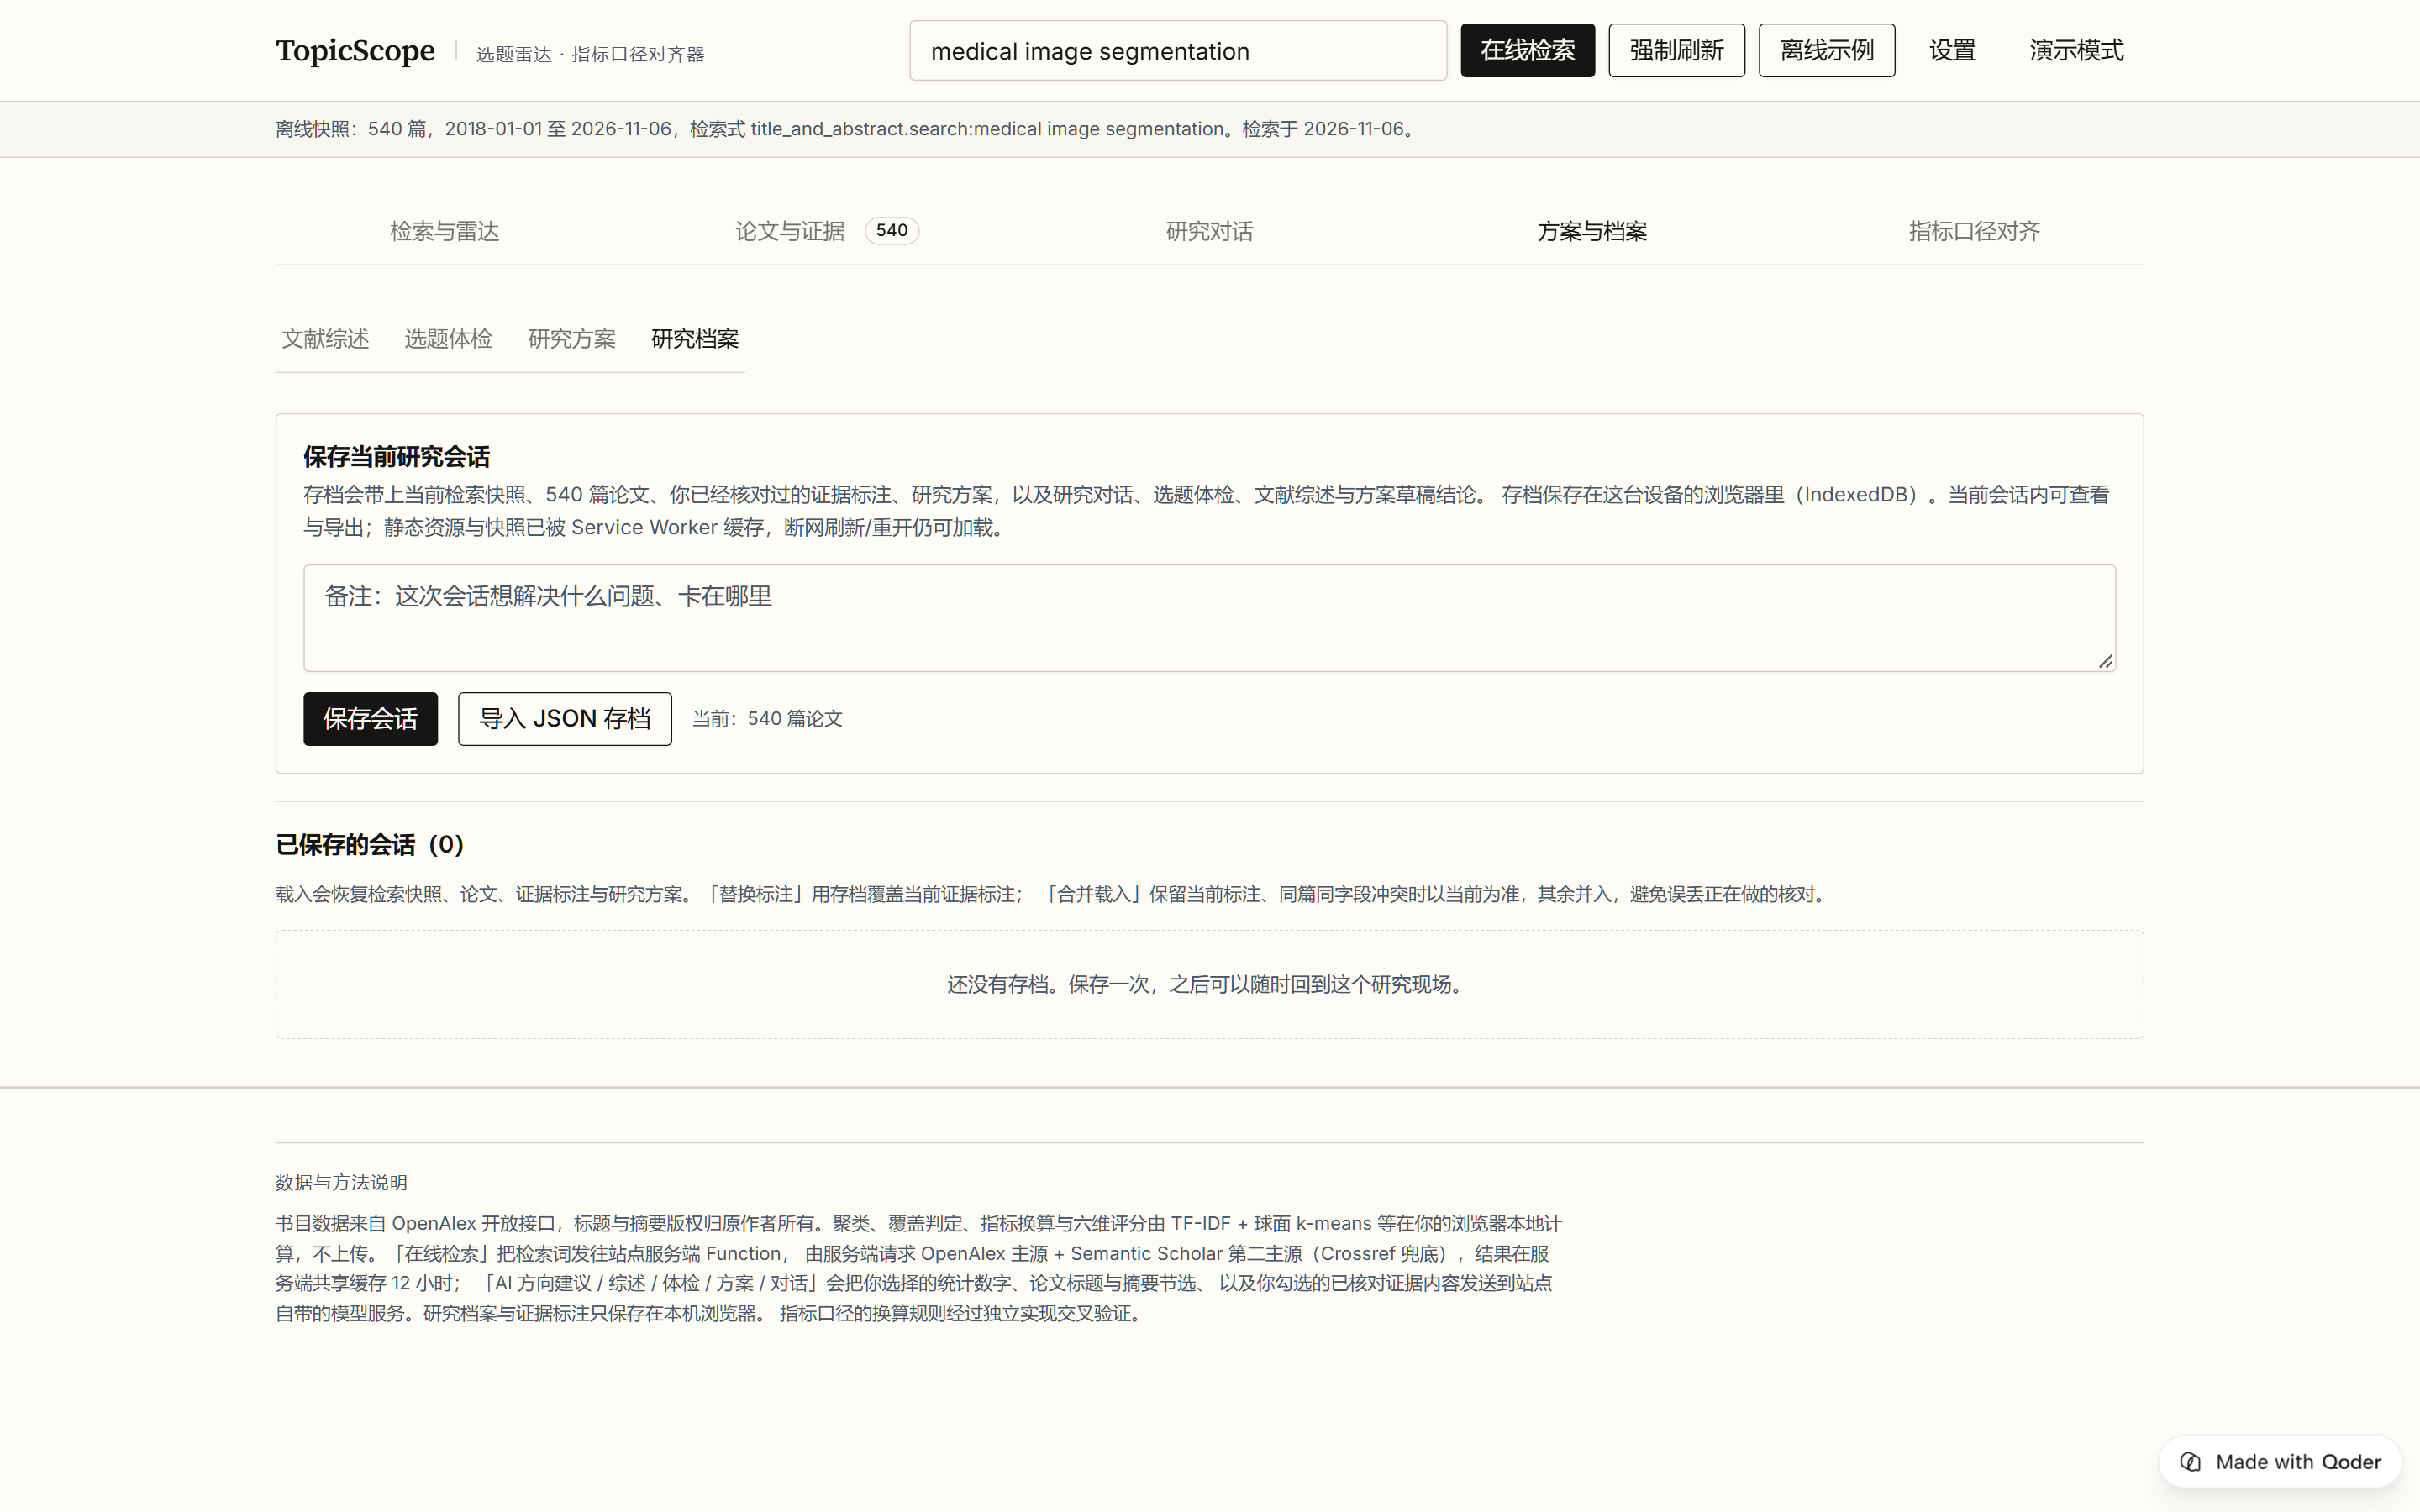 TopicScope
选题雷达 · 指标口径对齐器
medical image segmentation
在线检索
强制刷新
离线示例
设置
演示模式
离线快照：540 篇，2018-01-01 至 2026-11-06，检索式 title_and_abstract.search:medical image segmentation。检索于 2026-11-06。
检索与雷达
论文与证据 540
研究对话
方案与档案
指标口径对齐
文献综述
选题体检
研究方案
研究档案
保存当前研究会话
存档会带上当前检索快照、540 篇论文、你已经核对过的证据标注、研究方案，以及研究对话、选题体检、文献综述与方案草稿结论。 存档保存在这台设备的浏览器里（IndexedDB）。当前会话内可查看
与导出；静态资源与快照已被 Service Worker 缓存，断网刷新/重开仍可加载。
备注：这次会话想解决什么问题、卡在哪里
保存会话
导入 JSON 存档
当前：540 篇论文
已保存的会话（0）
载入会恢复检索快照、论文、证据标注与研究方案。「替换标注」用存档覆盖当前证据标注； 「合并载入」保留当前标注、同篇同字段冲突时以当前为准，其余并入，避免误丢正在做的核对。
还没有存档。保存一次，之后可以随时回到这个研究现场。
数据与方法说明
书目数据来自 OpenAlex 开放接口，标题与摘要版权归原作者所有。聚类、覆盖判定、指标换算与六维评分由 TF-IDF + 球面 k-means 等在你的浏览器本地计
算，不上传。「在线检索」把检索词发往站点服务端 Function， 由服务端请求 OpenAlex 主源 + Semantic Scholar 第二主源（Crossref 兜底），结果在服
务端共享缓存 12 小时； 「AI 方向建议 / 综述 / 体检 / 方案 / 对话」会把你选择的统计数字、论文标题与摘要节选、 以及你勾选的已核对证据内容发送到站点
自带的模型服务。研究档案与证据标注只保存在本机浏览器。 指标口径的换算规则经过独立实现交叉验证。
Made with Qoder